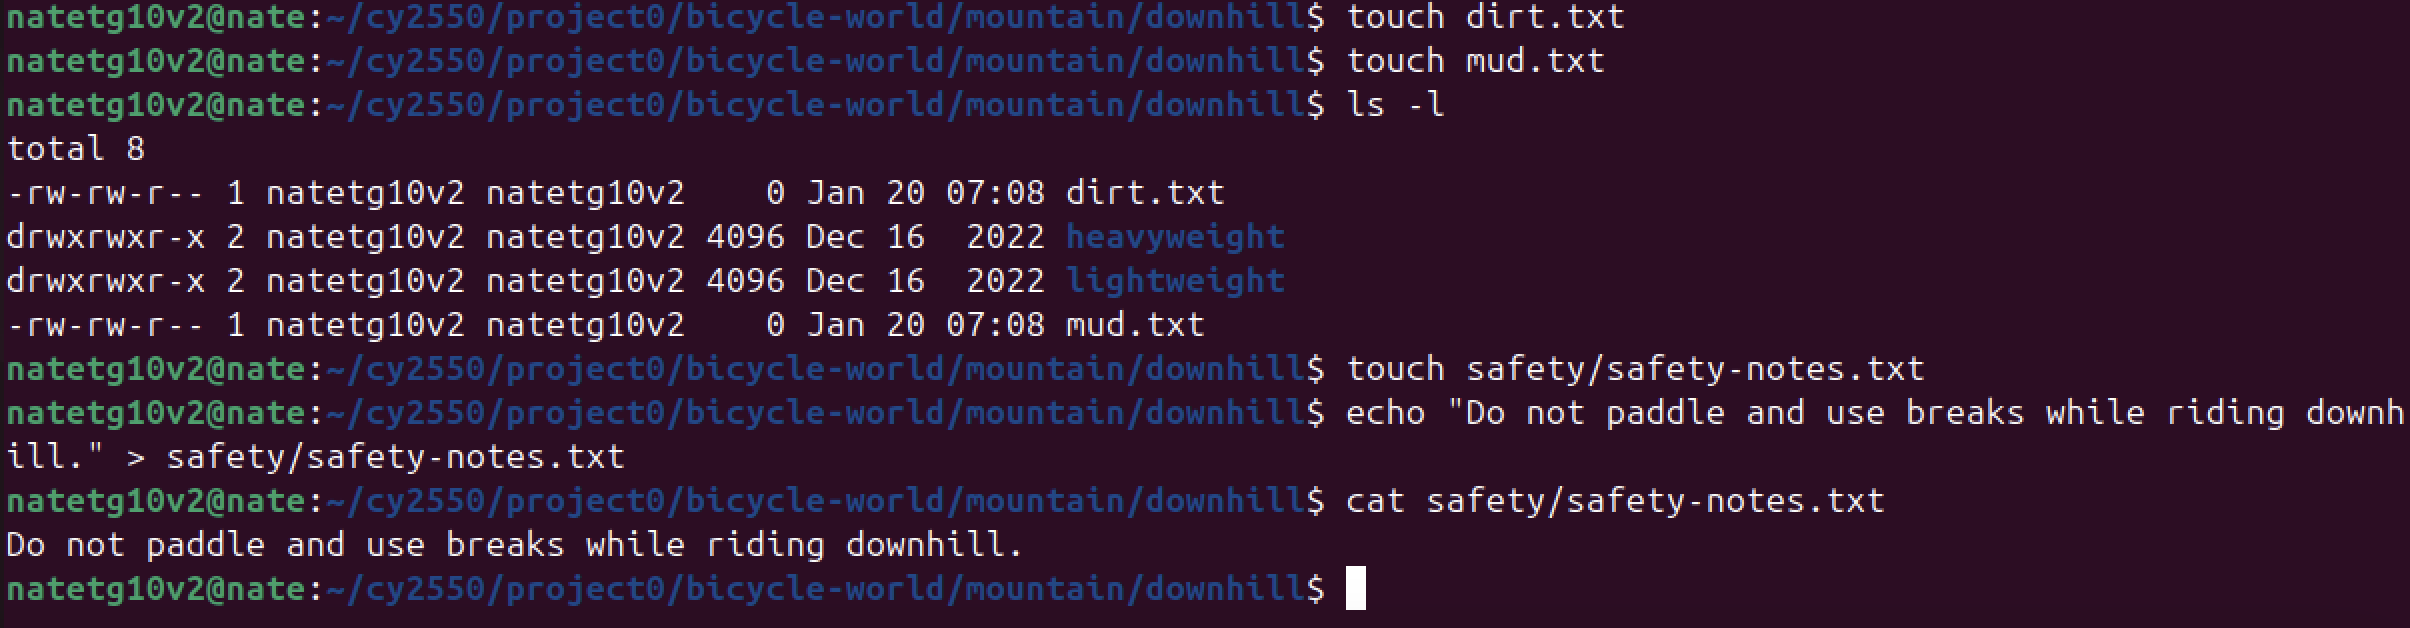 natetg10v2@nate:~/cy2550/project0/bicycle-world/mountain/downhill$ touch dirt.txt
natetg10v2@nate:~/cy2550/project0/bicycle-world/mountain/downhill$ touch mud.txt
natetg10v2@nate:~/cy2550/project0/bicycle-world/mountain/downhill$ ls -l
total 8
-rw-rw-r-- 1 natetg10v2 natetg10v2    0 Jan 20 07:08 dirt.txt
drwxrwxr-x 2 natetg10v2 natetg10v2 4096 Dec 16  2022 heavyweight
drwxrwxr-x 2 natetg10v2 natetg10v2 4096 Dec 16  2022 lightweight
-rw-rw-r-- 1 natetg10v2 natetg10v2    0 Jan 20 07:08 mud.txt
natetg10v2@nate:~/cy2550/project0/bicycle-world/mountain/downhill$ touch safety/safety-notes.txt
natetg10v2@nate:~/cy2550/project0/bicycle-world/mountain/downhill$ echo "Do not paddle and use breaks while riding downh
ill." > safety/safety-notes.txt
natetg10v2@nate:~/cy2550/project0/bicycle-world/mountain/downhill$ cat safety/safety-notes.txt
Do not paddle and use breaks while riding downhill.
natetg10v2@nate:~/cy2550/project0/bicycle-world/mountain/downhill$